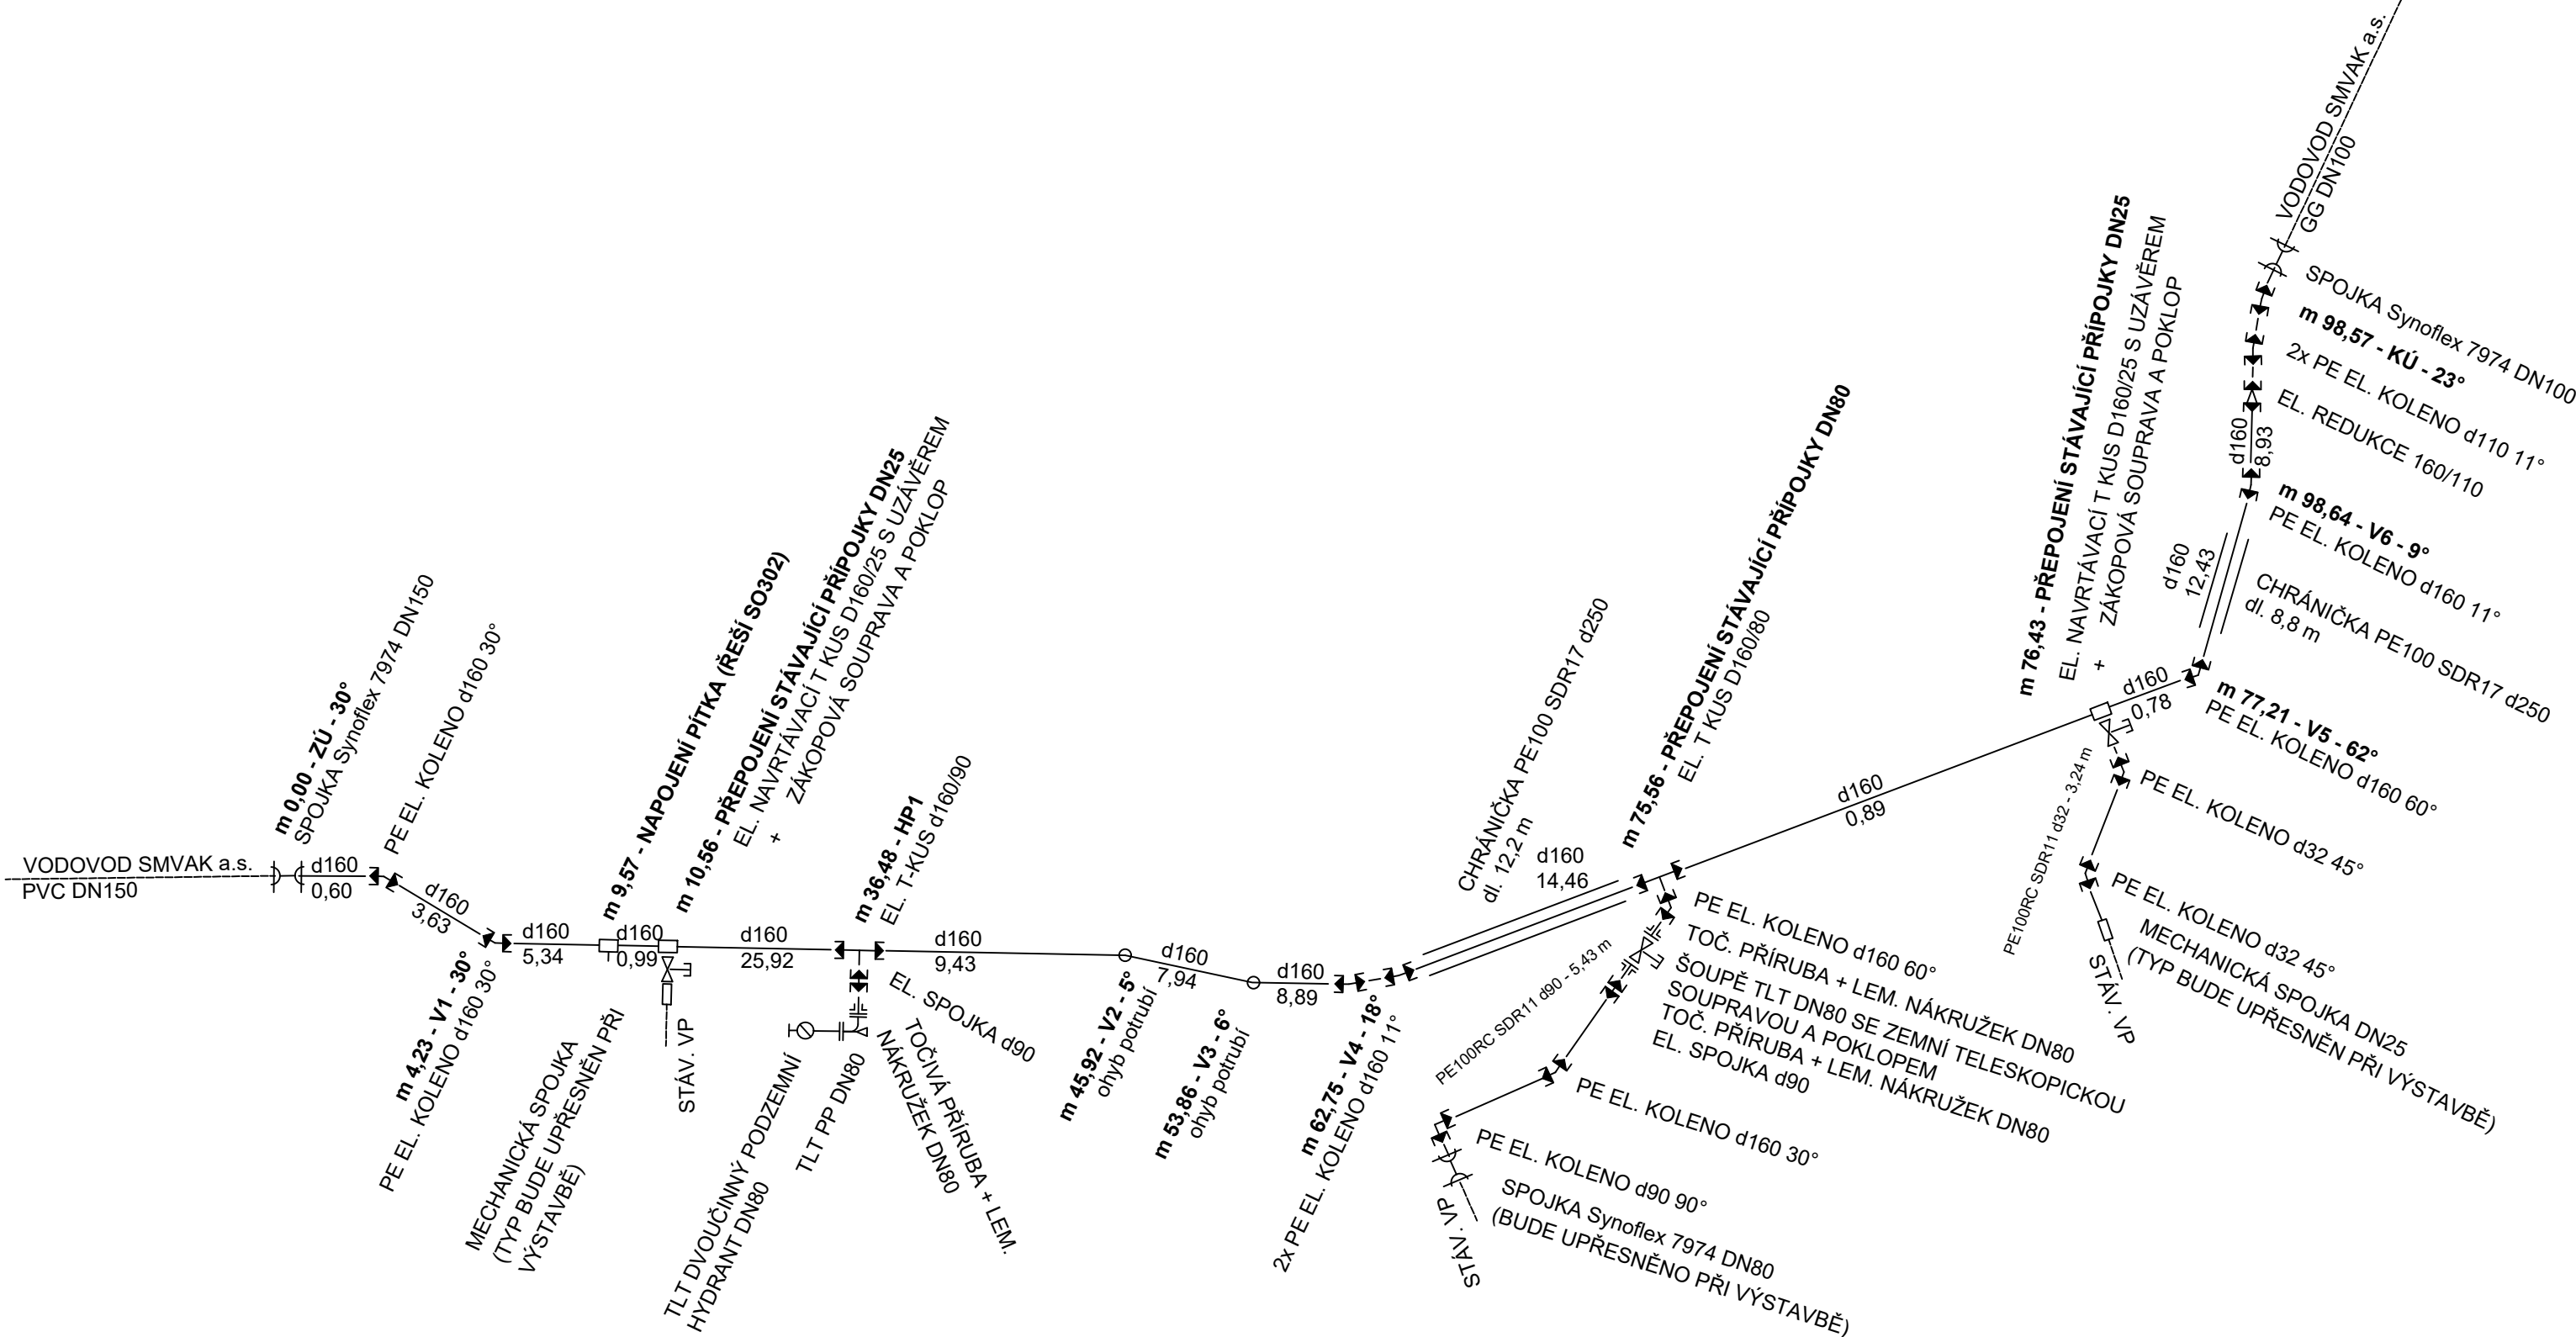 VODOVOD SMVAK a.s.
PVC DN150
m 0,00 - ZÚ - 30°
SPOJKA Synoflex 7974 DN150
d160
0,60
PE EL. KOLENO d160 30°
d160
3,63
m 4,23 - V1 - 30°
PE EL. KOLENO d160 30°
d160
5,34
m 9,57 - NAPOJENÍ PÍTKA (ŘEŠÍ SO302)
d160
0,99
m 10,56 - PŘEPOJENÍ STÁVAJÍCÍ PŘÍPOJKY DN25
EL. NAVRTÁVACÍ T KUS D160/25 S UZÁVĚREM
+
ZÁKOPOVÁ SOUPRAVA A POKLOP
MECHANICKÁ SPOJKA
(TYP BUDE UPŘESNĚN PŘI
VÝSTAVBĚ)
STÁV. VP
d160
25,92
m 36,48 - HP1
EL. T-KUS d160/90
EL. SPOJKA d90
TOČIVÁ PŘÍRUBA + LEM.
NÁKRUŽEK DN80
TLT PP DN80
TLT DVOUČINNÝ PODZEMNÍ
HYDRANT DN80
d160
9,43
m 45,92 - V2 - 5°
ohyb potrubí
d160
7,94
m 53,86 - V3 - 6°
ohyb potrubí
d160
8,89
m 62,75 - V4 - 18°
2x PE EL. KOLENO d160 11°
CHRÁNIČKA PE100 SDR17 d250
dl. 12,2 m
d160
14,46
m 75,56 - PŘEPOJENÍ STÁVAJÍCÍ PŘÍPOJKY DN80
EL. T KUS D160/80
PE EL. KOLENO d160 60°
TOČ. PŘÍRUBA + LEM. NÁKRUŽEK DN80
ŠOUPĚ TLT DN80 SE ZEMNÍ TELESKOPICKOU
SOUPRAVOU A POKLOPEM
TOČ. PŘÍRUBA + LEM. NÁKRUŽEK DN80
EL. SPOJKA d90
PE100RC SDR11 d90 - 5,43 m
PE EL. KOLENO d160 30°
PE EL. KOLENO d90 90°
SPOJKA Synoflex 7974 DN80
(BUDE UPŘESNĚNO PŘI VÝSTAVBĚ)
STÁV . VP
d160
0,89
m 76,43 - PŘEPOJENÍ STÁVAJÍCÍ PŘÍPOJKY DN25
EL. NAVRTÁVACÍ T KUS D160/25 S UZÁVĚREM
+
ZÁKOPOVÁ SOUPRAVA A POKLOP
PE100RC SDR11 d32 - 3,24 m
PE EL. KOLENO d32 45°
PE EL. KOLENO d32 45°
MECHANICKÁ SPOJKA DN25
(TYP BUDE UPŘESNĚN PŘI VÝSTAVBĚ)
STÁV. VP
d160
0,78
m 77,21 - V5 - 62°
PE EL. KOLENO d160 60°
d160
12,43
CHRÁNIČKA PE100 SDR17 d250
dl. 8,8 m
m 98,64 - V6 - 9°
PE EL. KOLENO d160 11°
d160
8,93
EL. REDUKCE 160/110
2x PE EL. KOLENO d110 11°
m 98,57 - KÚ - 23°
SPOJKA Synoflex 7974 DN100
VODOVOD SMVAK a.s.
GG DN100